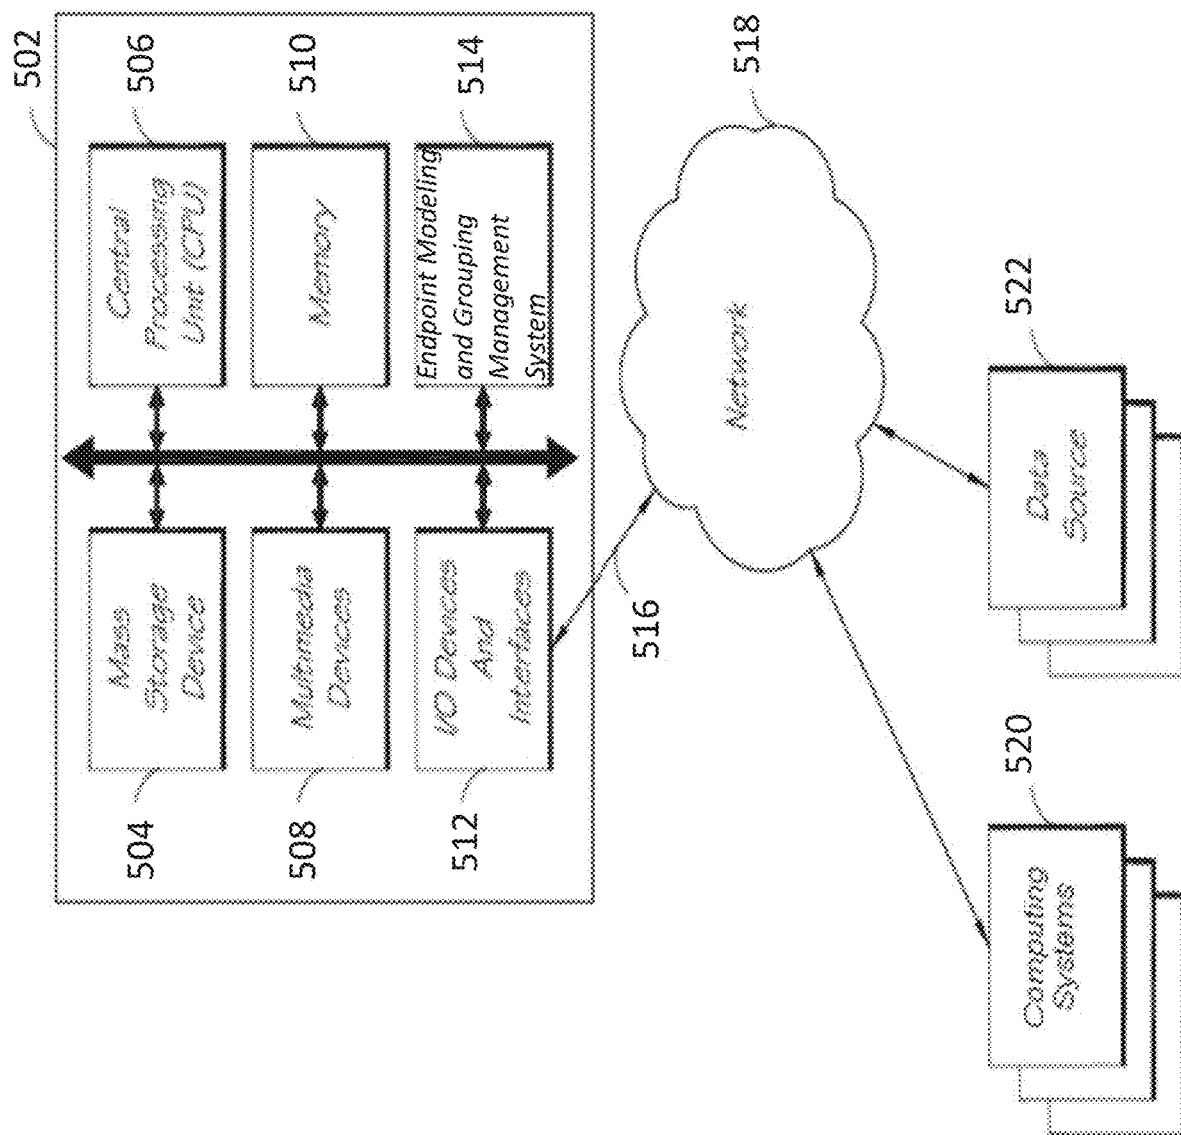 502
504
Mass
Storage
Device
Central
Processing
Unit (CPU)
506
508
Multimedia
Devices
Memory
510
512
I/O Devices
And
Interfaces
Endpoint Modeling
and Grouping
Management
System
514
516
Network
518
Computing
Systems
520
Data
Source
522